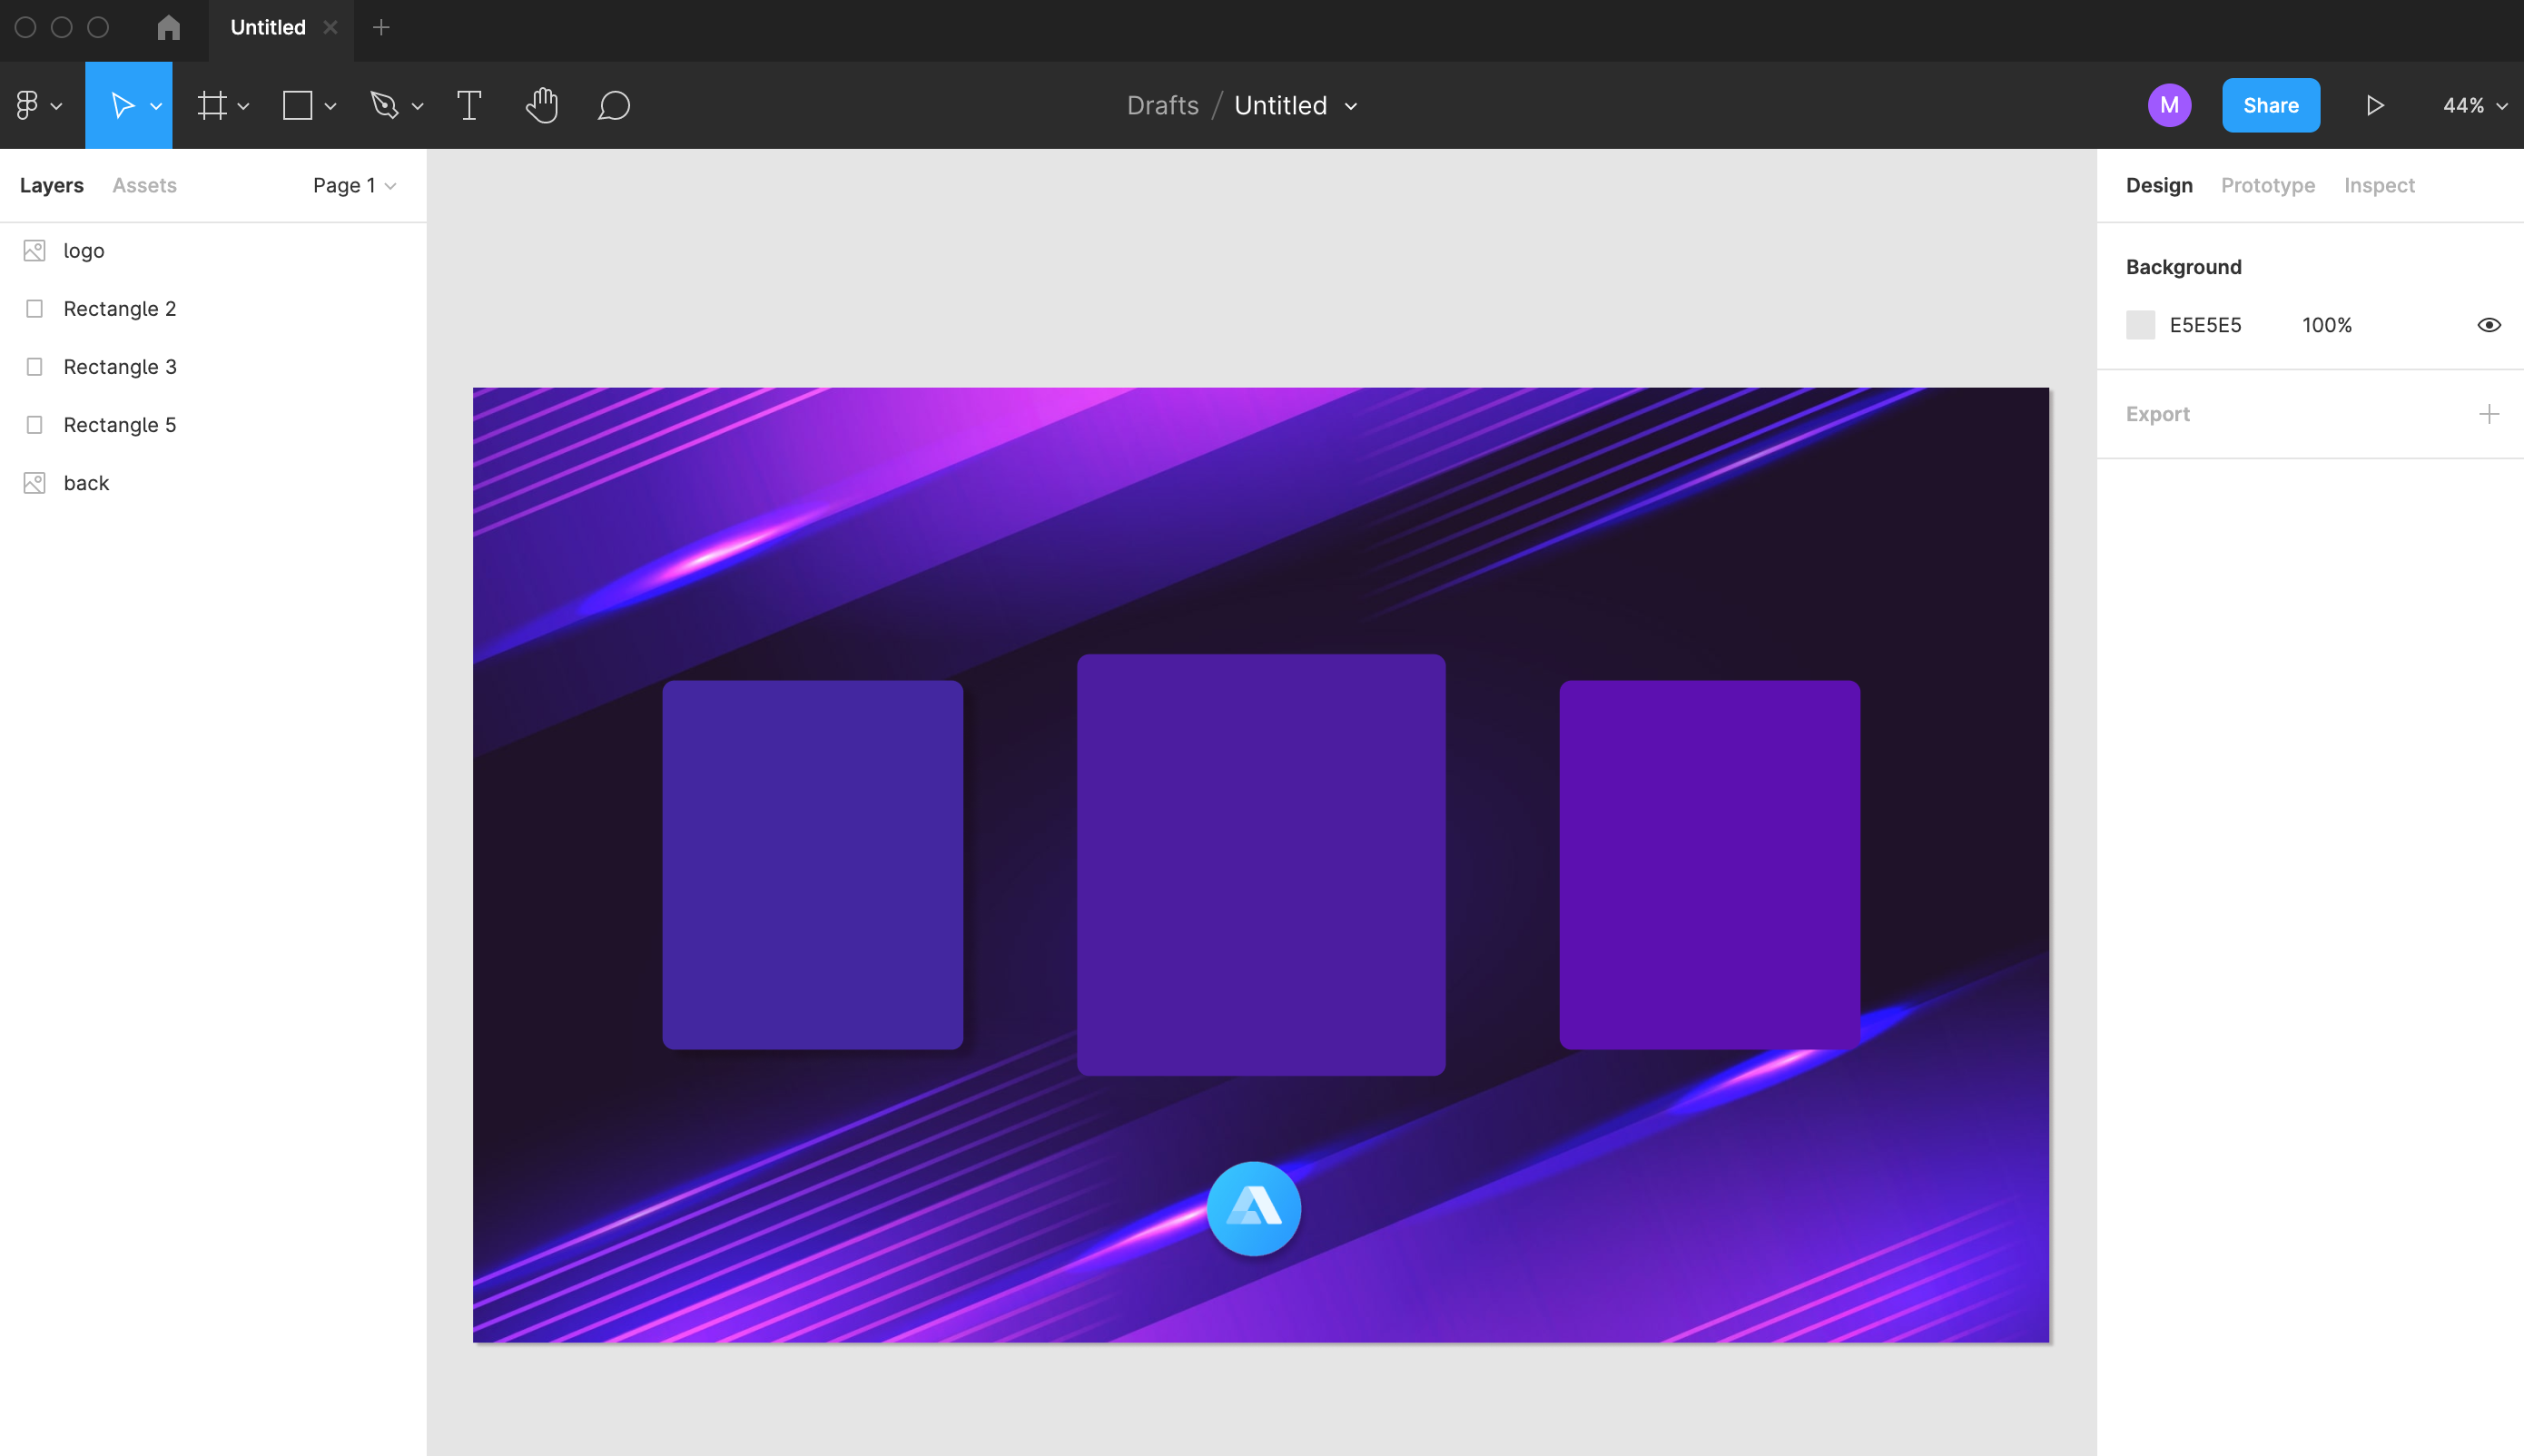 Untitled
Drafts / Untitled
M
Share
44%
Layers
Assets
Page 1
logo
Rectangle 2
Rectangle 3
Rectangle 5
back
Design
Prototype
Inspect
Background
E5E5E5
100%
Export